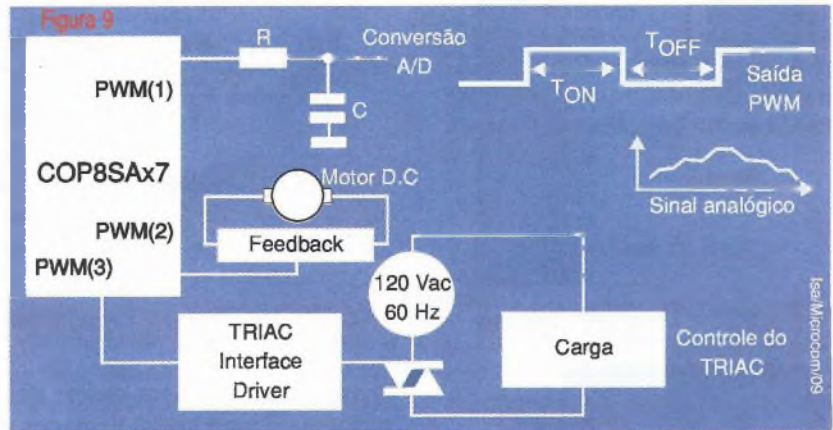 Figura 9
R
Conversão
A/D
C
PWM(1)
COP8SAx7
PWM(2)
PWM(3)
Motor D.C
Feedback
TRIAC
Interface
Driver
120 Vac
60 Hz
Carga
Controle do
TRIAC
TON
TOFF
Saída
PWM
Sinal analógico
Isa/Microcom/09